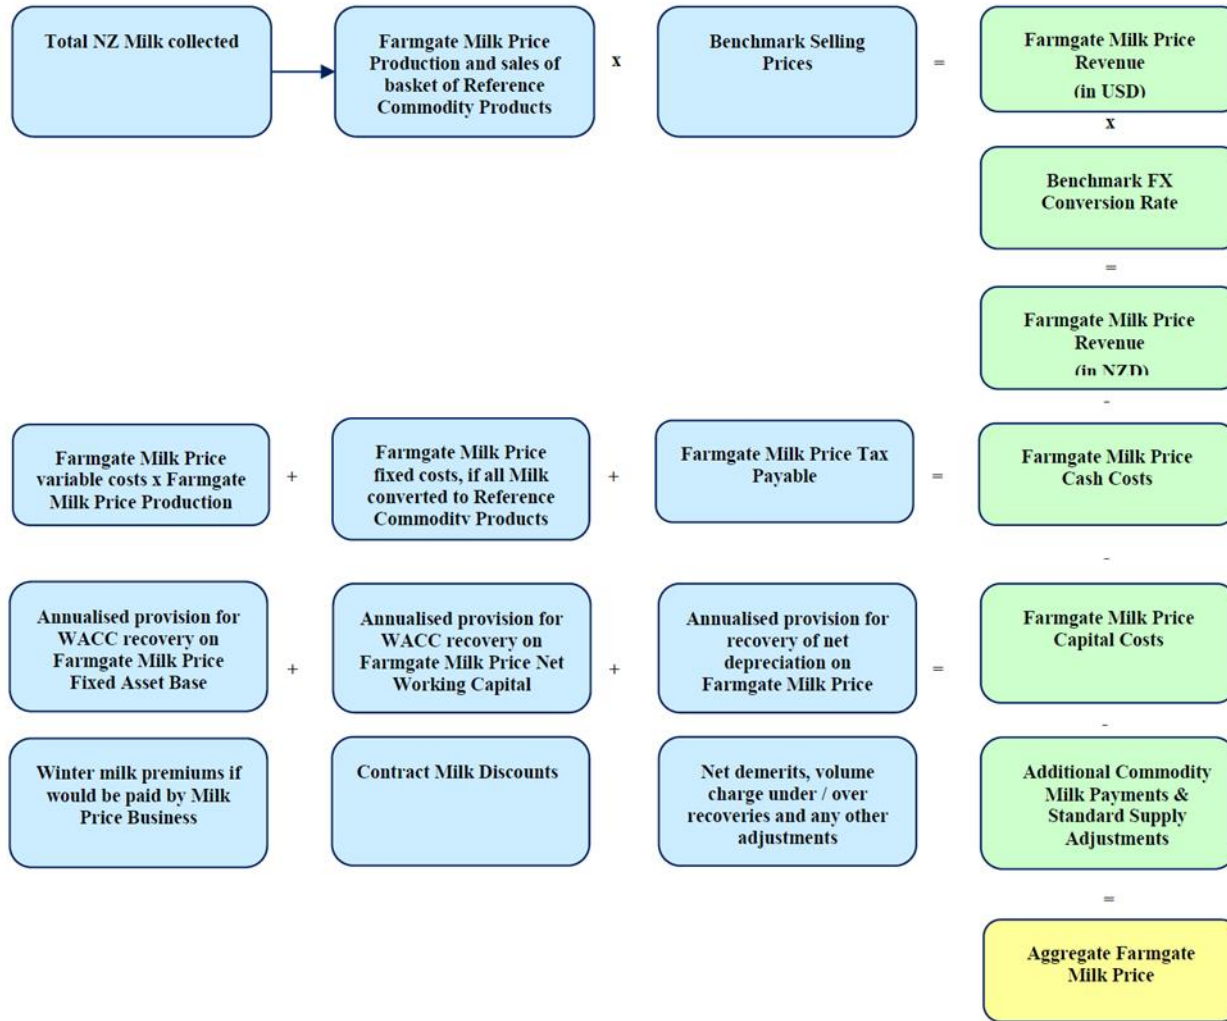 Total NZ Milk collected
Farmgate Milk Price
Production and sales of
basket of Reference
Commodity Products
x
Benchmark Selling
Prices
=
Farmgate Milk Price
Revenue
(in USD)
x
Benchmark FX
Conversion Rate
=
Farmgate Milk Price
Revenue
(in NZD)
-
Farmgate Milk Price
variable costs x Farmgate
Milk Price Production
+
Farmgate Milk Price
fixed costs, if all Milk
converted to Reference
Commodity Products
+
Farmgate Milk Price Tax
Payable
=
Farmgate Milk Price
Cash Costs
-
Annualised provision for
WACC recovery on
Farmgate Milk Price
Fixed Asset Base
+
Annualised provision for
WACC recovery on
Farmgate Milk Price Net
Working Capital
+
Annualised provision for
recovery of net
depreciation on
Farmgate Milk Price
=
Farmgate Milk Price
Capital Costs
-
Winter milk premiums if
would be paid by Milk
Price Business
Contract Milk Discounts
Net demerits, volume
charge under / over
recoveries and any other
adjustments
Additional Commodity
Milk Payments &
Standard Supply
Adjustments
=
Aggregate Farmgate
Milk Price